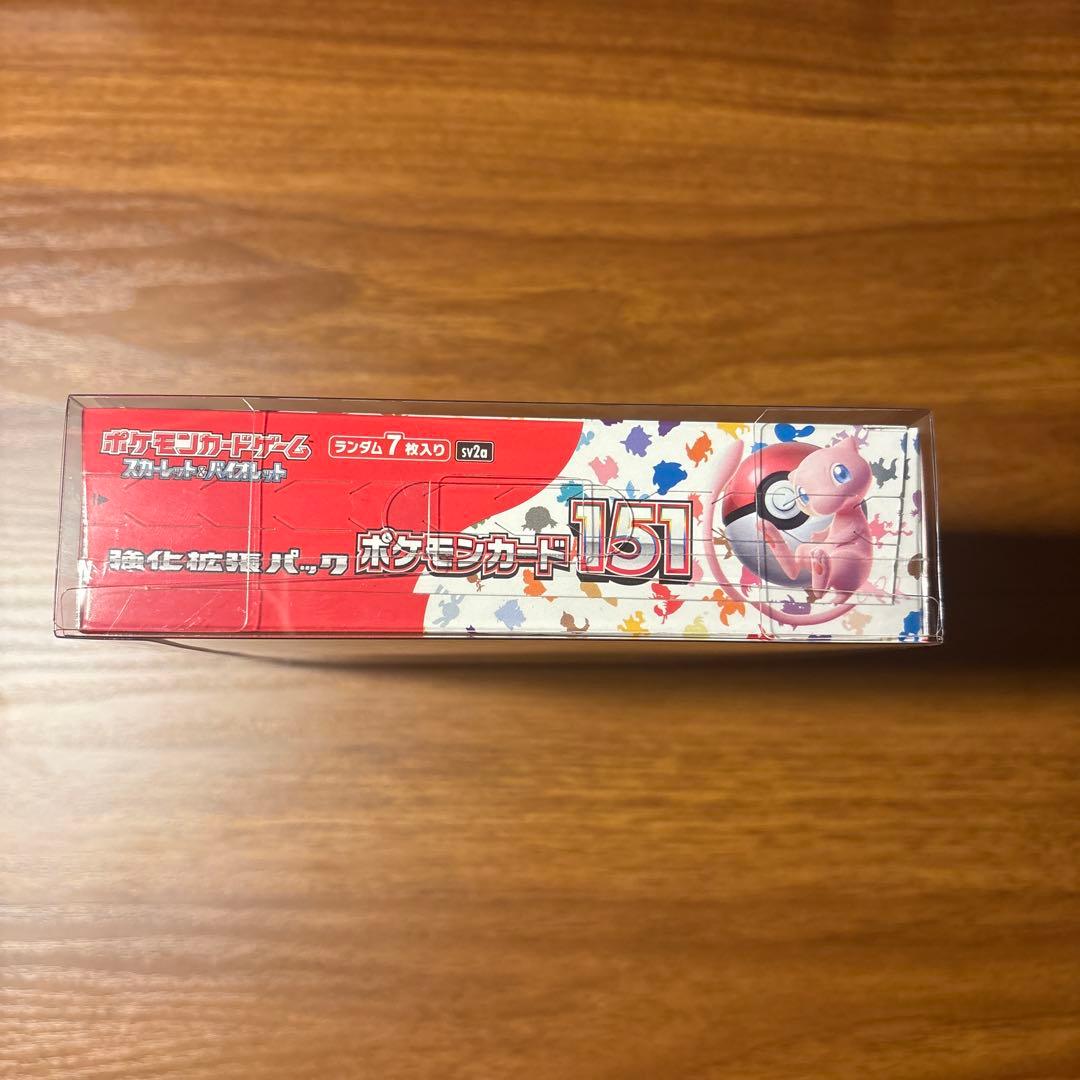 ポケモンカードゲーム
スカーレット&バイオレット
ランダム7枚入り
sv2a
強化拡張パック
ポケモンカード151